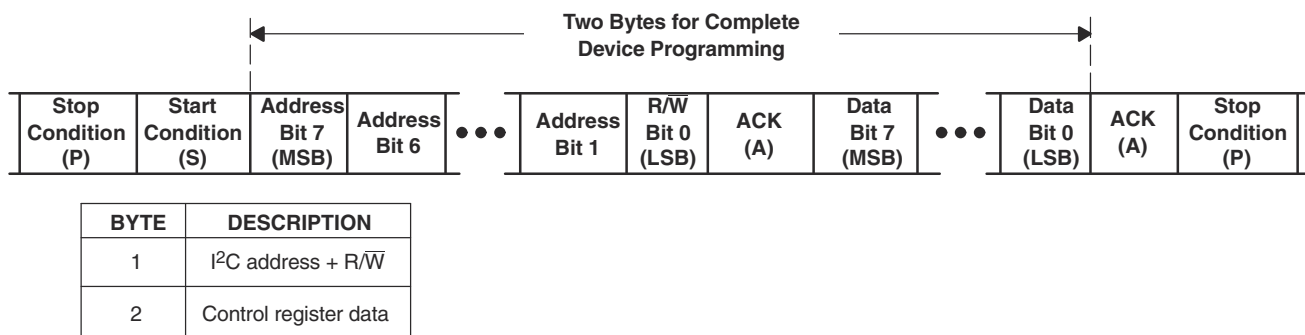 Two Bytes for Complete
Device Programming
Stop
Condition
(P)
Start
Condition
(S)
Address
Bit 7
(MSB)
Address
Bit 6
•••
Address
Bit 1
R/W̅
Bit 0
(LSB)
ACK
(A)
Data
Bit 7
(MSB)
•••
Data
Bit 0
(LSB)
ACK
(A)
Stop
Condition
(P)
BYTE DESCRIPTION
1 I²C address + R/W̅
2 Control register data